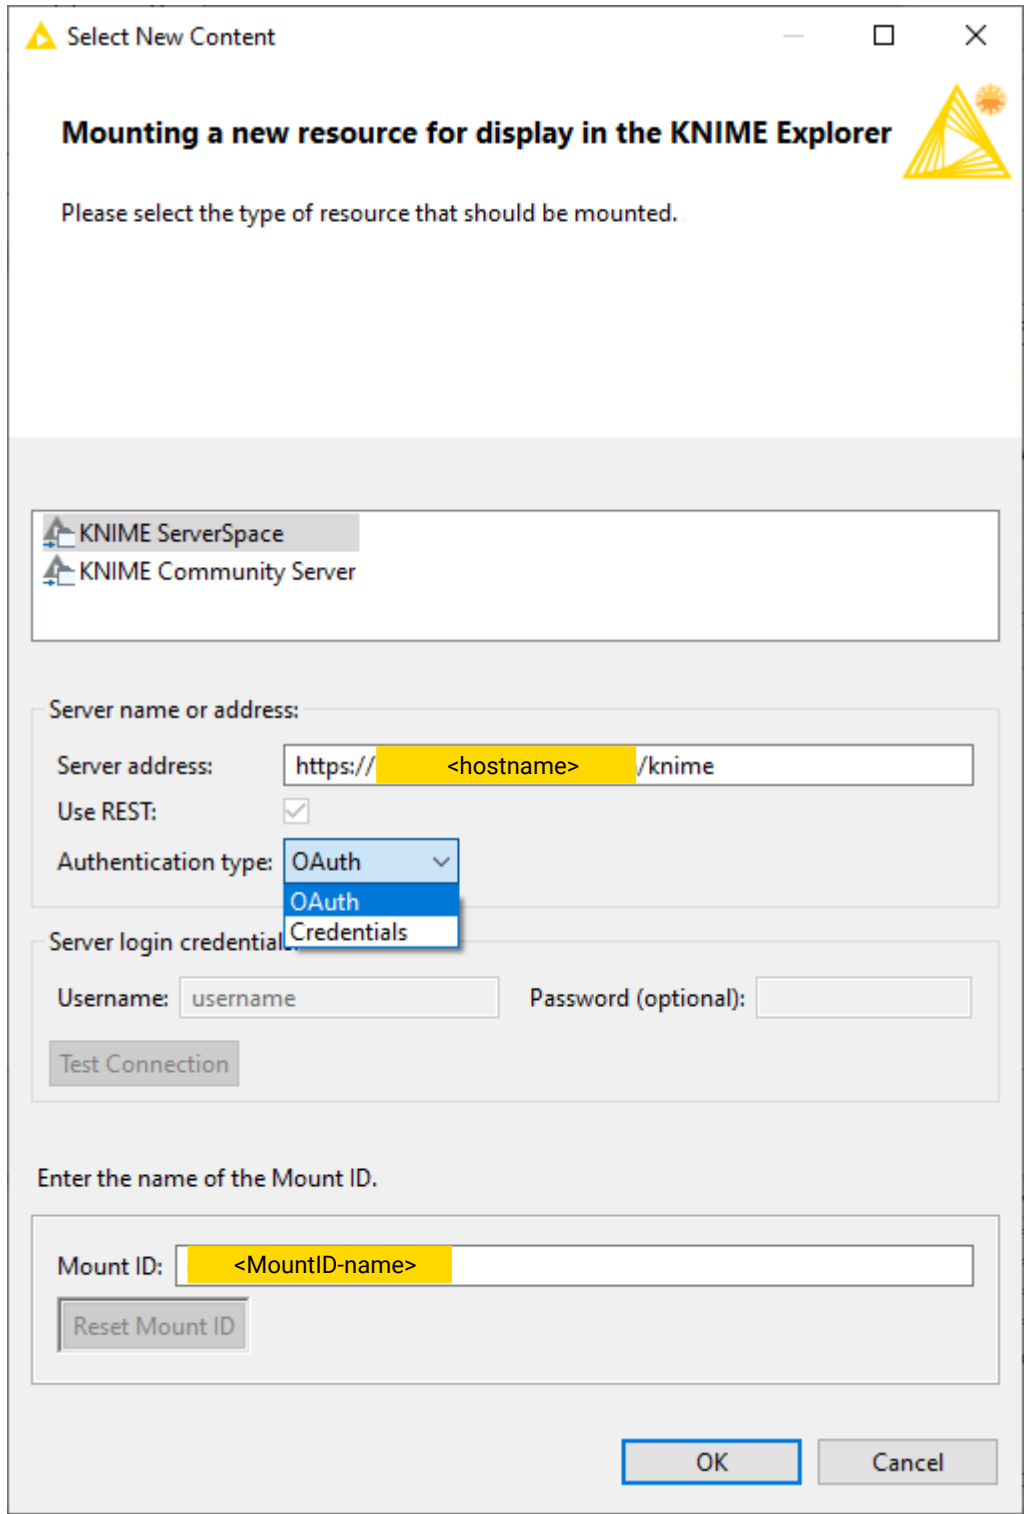 Select New Content
Mounting a new resource for display in the KNIME Explorer
Please select the type of resource that should be mounted.
KNIME ServerSpace
KNIME Community Server
Server name or address:
Server address: https:// <hostname> /knime
Use REST:
Authentication type: OAuth
OAuth
Credentials
Server login credential
Username: username Password (optional):
Test Connection
Enter the name of the Mount ID.
Mount ID: <MountID-name>
Reset Mount ID
OK Cancel